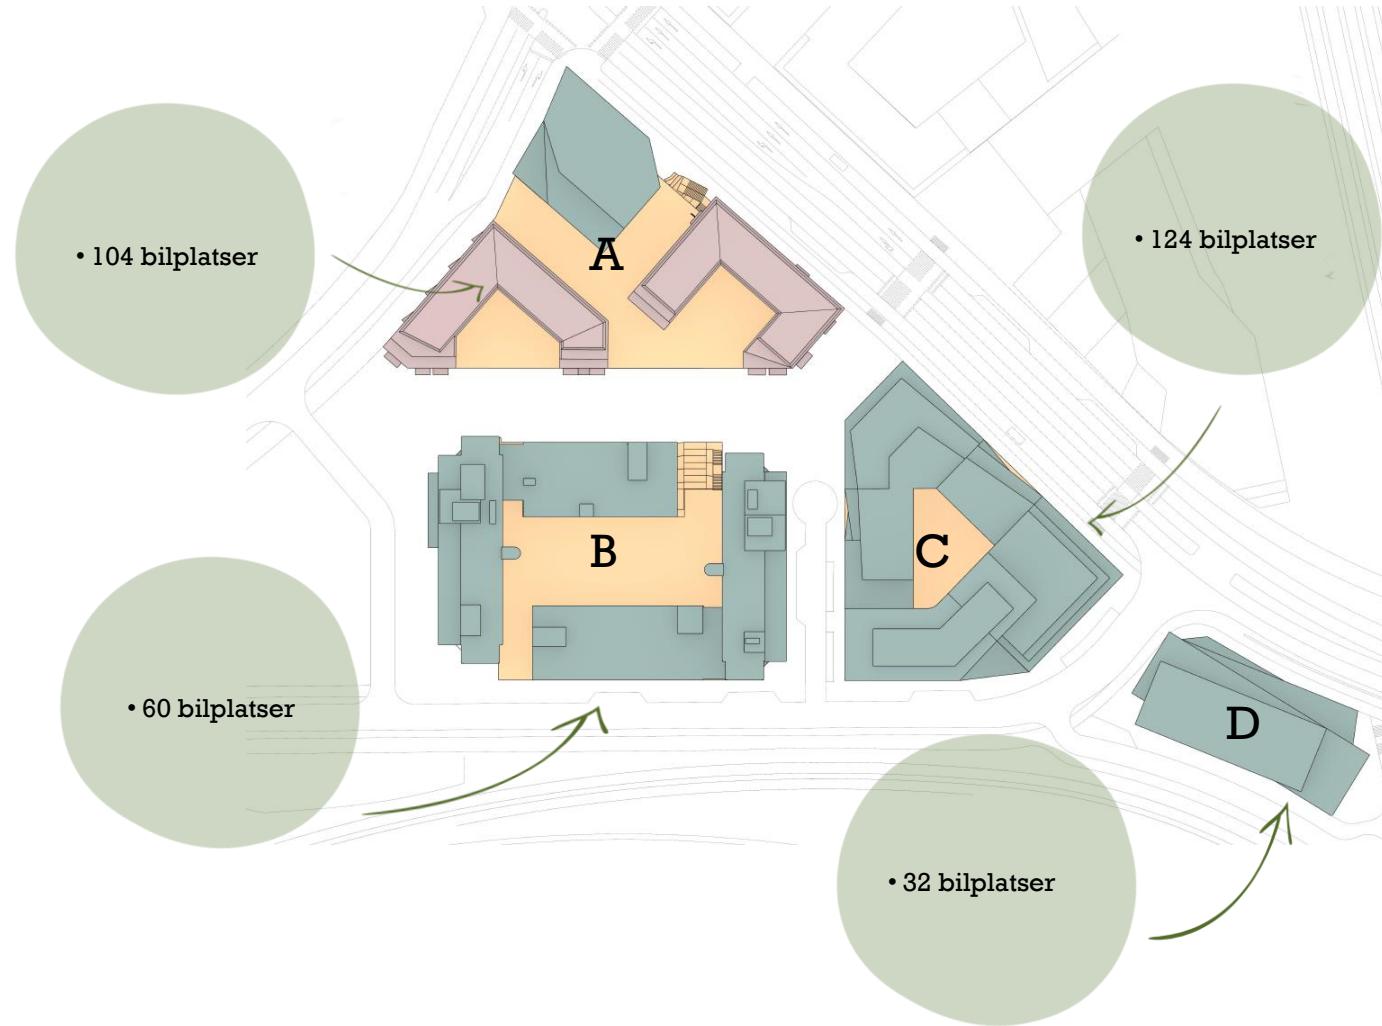 • 104 bilplatser
A
• 124 bilplatser
B
C
• 60 bilplatser
D
• 32 bilplatser